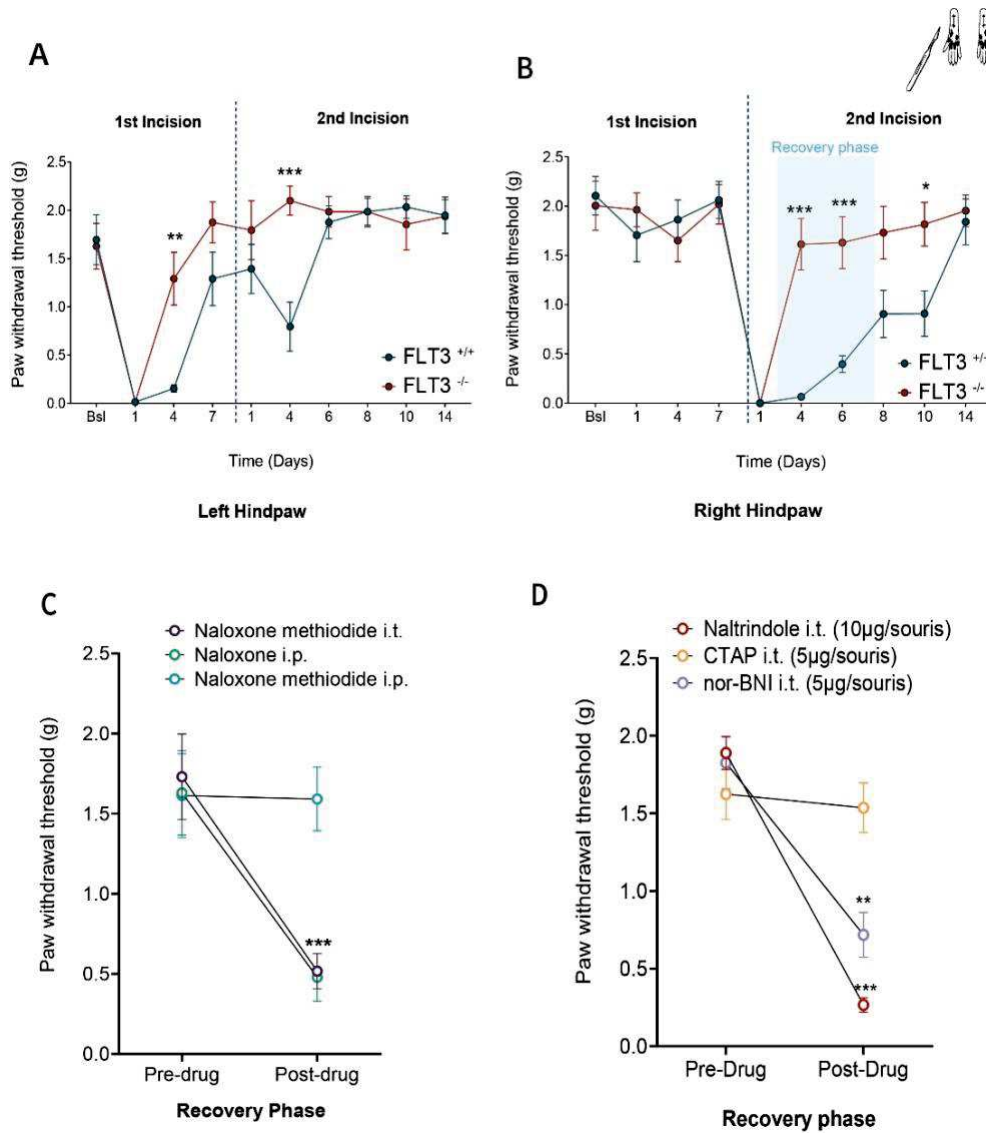 A
1st Incision
2nd Incision
Paw withdrawal threshold (g)
2.5
2.0
1.5
1.0
0.5
0.0
**
***
FLT3 +/+
FLT3 -/-
Bsl 1 4 7 1 4 6 8 10 14
Time (Days)
Left Hindpaw
B
1st Incision
2nd Incision
Recovery phase
Paw withdrawal threshold (g)
2.5
2.0
1.5
1.0
0.5
0.0
***
***
*
FLT3 +/+
FLT3 -/-
Bsl 1 4 7 1 4 6 8 10 14
Time (Days)
Right Hindpaw
C
Naloxone methiodide i.t.
Naloxone i.p.
Naloxone methiodide i.p.
Paw withdrawal threshold (g)
2.5
2.0
1.5
1.0
0.5
0.0
***
Pre-drug
Post-drug
Recovery Phase
D
Naltrindole i.t. (10µg/souris)
CTAP i.t. (5µg/souris)
nor-BNI i.t. (5µg/souris)
Paw withdrawal threshold (g)
2.5
2.0
1.5
1.0
0.5
0.0
**
***
Pre-Drug
Post-Drug
Recovery phase